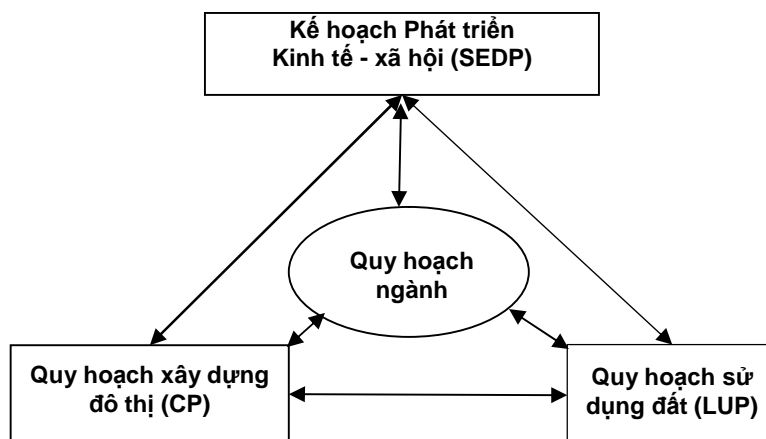 Kế hoạch Phát triển
Kinh tế - xã hội (SEDP)
Quy hoạch
ngành
Quy hoạch xây dựng
đô thị (CP)
Quy hoạch sử
dụng đất (LUP)